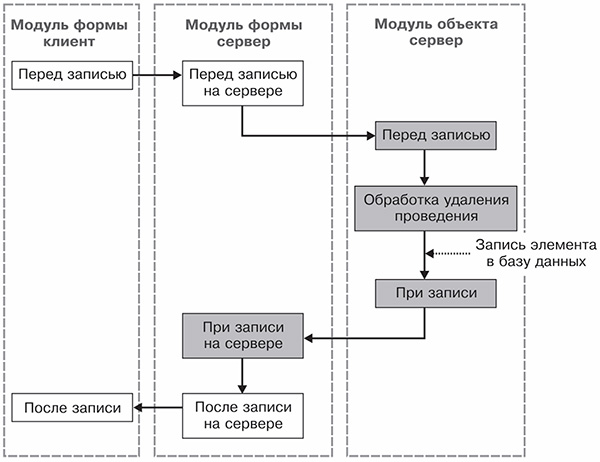 Модуль формы
клиент
Модуль формы
сервер
Модуль объекта
сервер
Перед записью
Перед записью
на сервере
Перед записью
Обработка удаления
проведения
Запись элемента
в базу данных
При записи
При записи
на сервере
После записи
После записи
на сервере